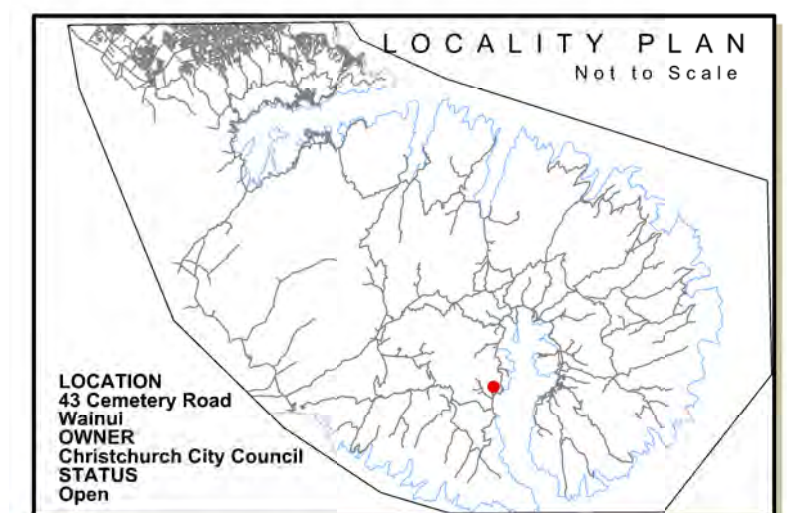 LOCALITY PLAN
Not to Scale
LOCATION
43 Cemetery Road
Wainui
OWNER
Christchurch City Council
STATUS
Open